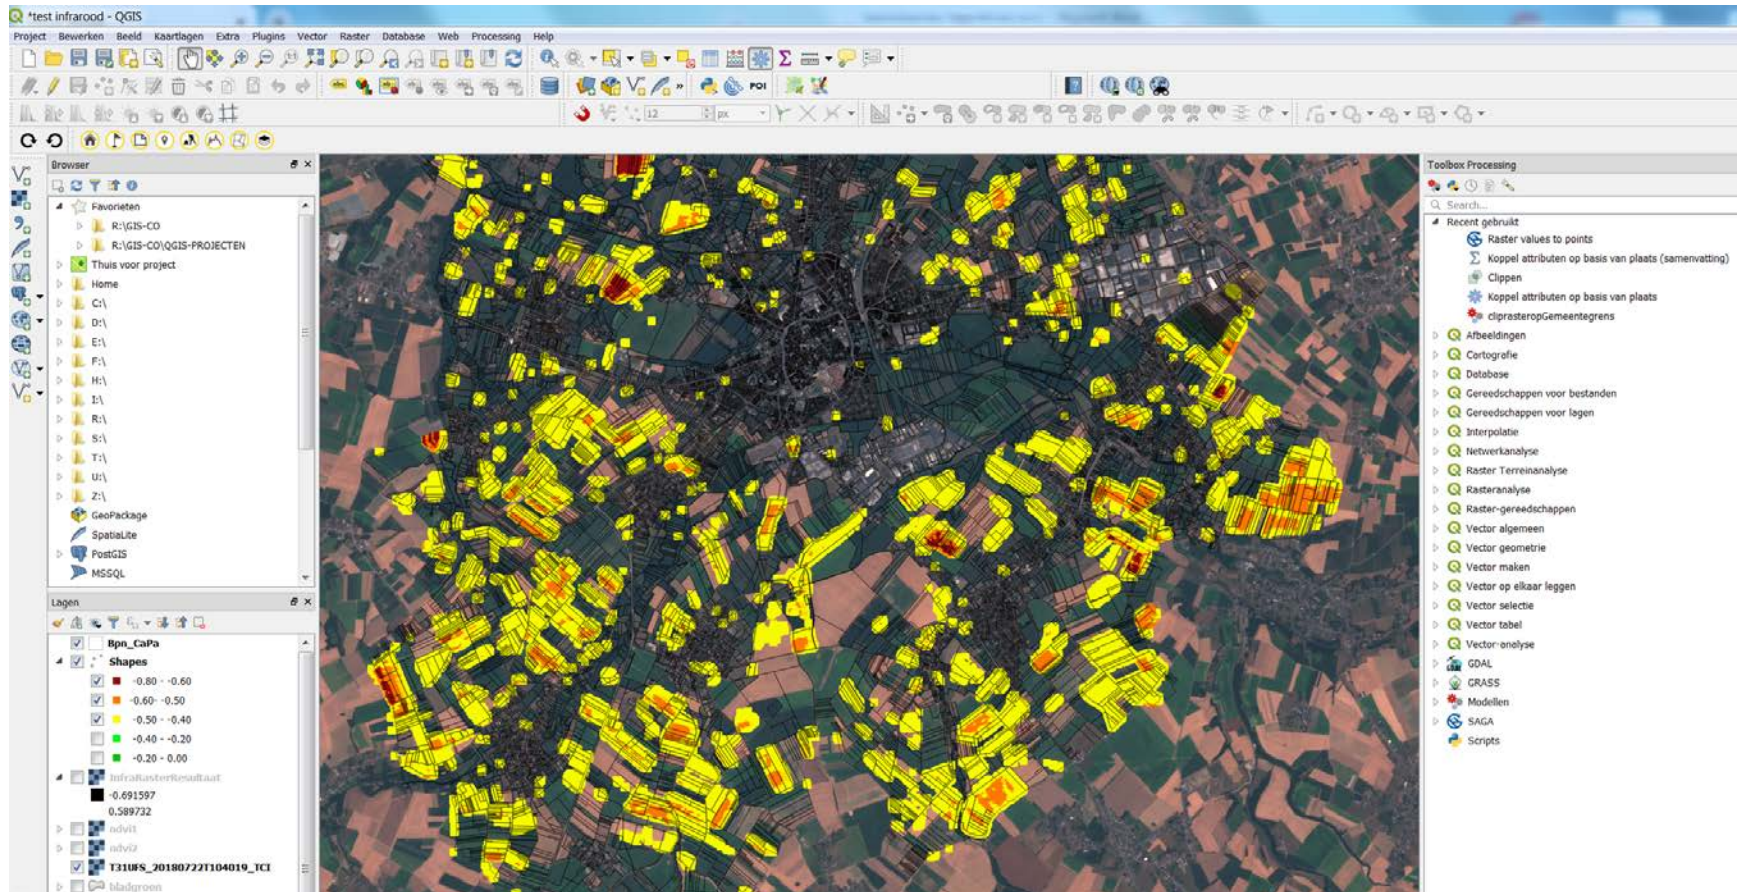 *test infrarood - QGIS
Project Bewerken Beeld Kaartlagen Extra Plugins Vector Raster Database Web Processing Help
12 px
POI
Browser
Favorieten
R:\GIS-CO
R:\GIS-CO\QGIS-PROJECTEN
Thuis voor project
Home
C:\
D:\
E:\
F:\
H:\
I:\
R:\
S:\
T:\
U:\
Z:\
GeoPackage
SpatiaLite
PostGIS
MSSQL
Lagen
Bpn_CaPa
Shapes
-0.80 - -0.60
-0.60- -0.50
-0.50 - -0.40
-0.40 - -0.20
-0.20 - 0.00
InfraRasterResultaat
-0.691597
0.589732
ndvi1
ndvi2
T31UFS_20180722T104019_TCI
bladgroen
Toolbox Processing
Search...
Recent gebruikt
Raster values to points
Koppel attributen op basis van plaats (samenvatting)
Clippen
Koppel attributen op basis van plaats
cliprasteropGemeentegrens
Afbeeldingen
Cartografie
Database
Gereedschappen voor bestanden
Gereedschappen voor lagen
Interpolatie
Netwerkanalyse
Raster Terreinanalyse
Rasteranalyse
Raster-gereedschappen
Vector algemeen
Vector geometrie
Vector maken
Vector op elkaar leggen
Vector selectie
Vector tabel
Vector-analyse
GDAL
GRASS
Modellen
SAGA
Scripts